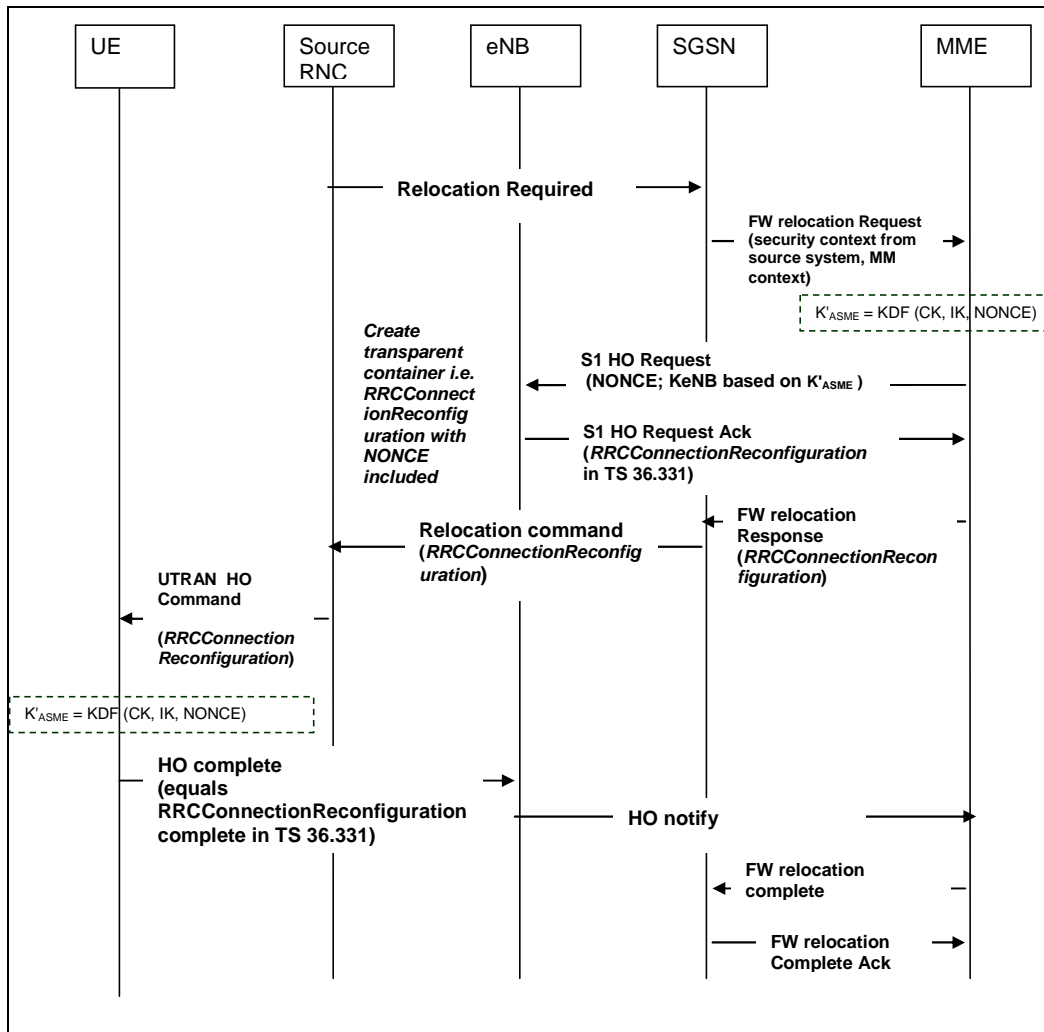 UE
Source
RNC
eNB
SGSN
MME
Relocation Required
FW relocation Request
(security context from
source system, MM
context)
K'ASME = KDF (CK, IK, NONCE)
Create
transparent
container i.e.
RRCConnect
ionReconfig
uration with
NONCE
included
S1 HO Request
(NONCE; KeNB based on K'ASME )
S1 HO Request Ack
(RRCConnectionReconfiguration
in TS 36.331)
FW relocation
Response
(RRCConnectionRecon
figuration)
Relocation command
(RRCConnectionReconfig
uration)
UTRAN HO
Command
(RRCConnection
Reconfiguration)
K'ASME = KDF (CK, IK, NONCE)
HO complete
(equals
RRCConnectionReconfiguration
complete in TS 36.331)
HO notify
FW relocation
complete
FW relocation
Complete Ack